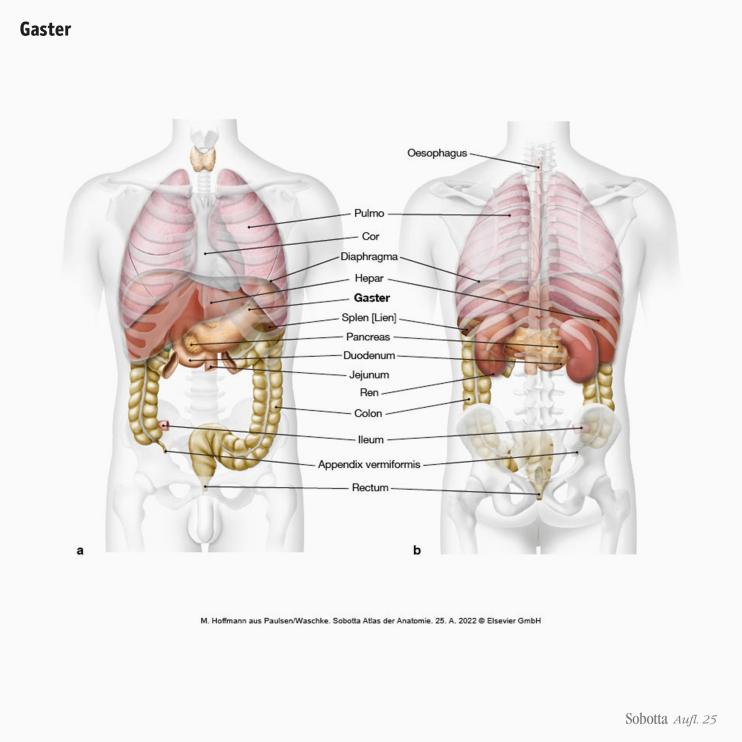 Gaster
Oesophagus
Pulmo
Cor
Diaphragma
Hepar
Gaster
Splen [Lien]
Pancreas
Duodenum
Jejunum
Ren
Colon
Ileum
Appendix vermiformis
Rectum
a
b
M. Hoffmann aus Paulsen/Waschke. Sobotta Atlas der Anatomie. 25. A. 2022 © Elsevier GmbH
Sobotta Aufl. 25